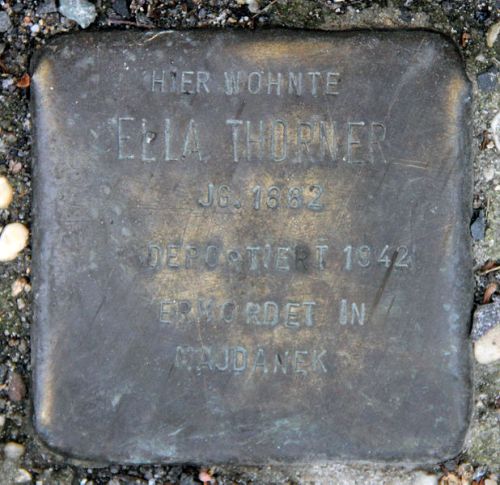 HIER WOHNTE
ELLA THORNER
JG. 1882
DEPORTIERT 1942
ERMORDET IN
MAJDANEK